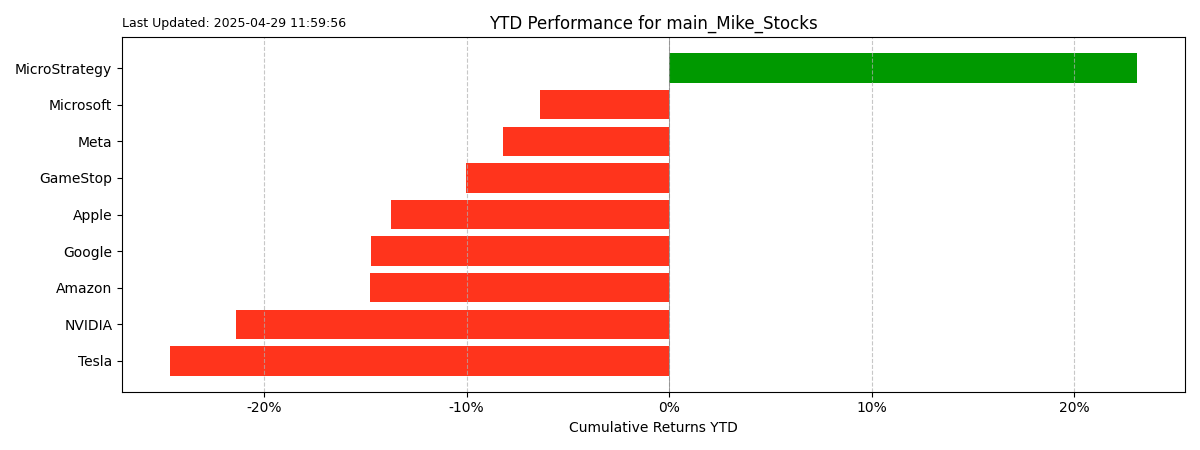 Last Updated: 2025-04-29 11:59:56
YTD Performance for main_Mike_Stocks
MicroStrategy
Microsoft
Meta
GameStop
Apple
Google
Amazon
NVIDIA
Tesla
-20% -10% 0% 10% 20%
Cumulative Returns YTD